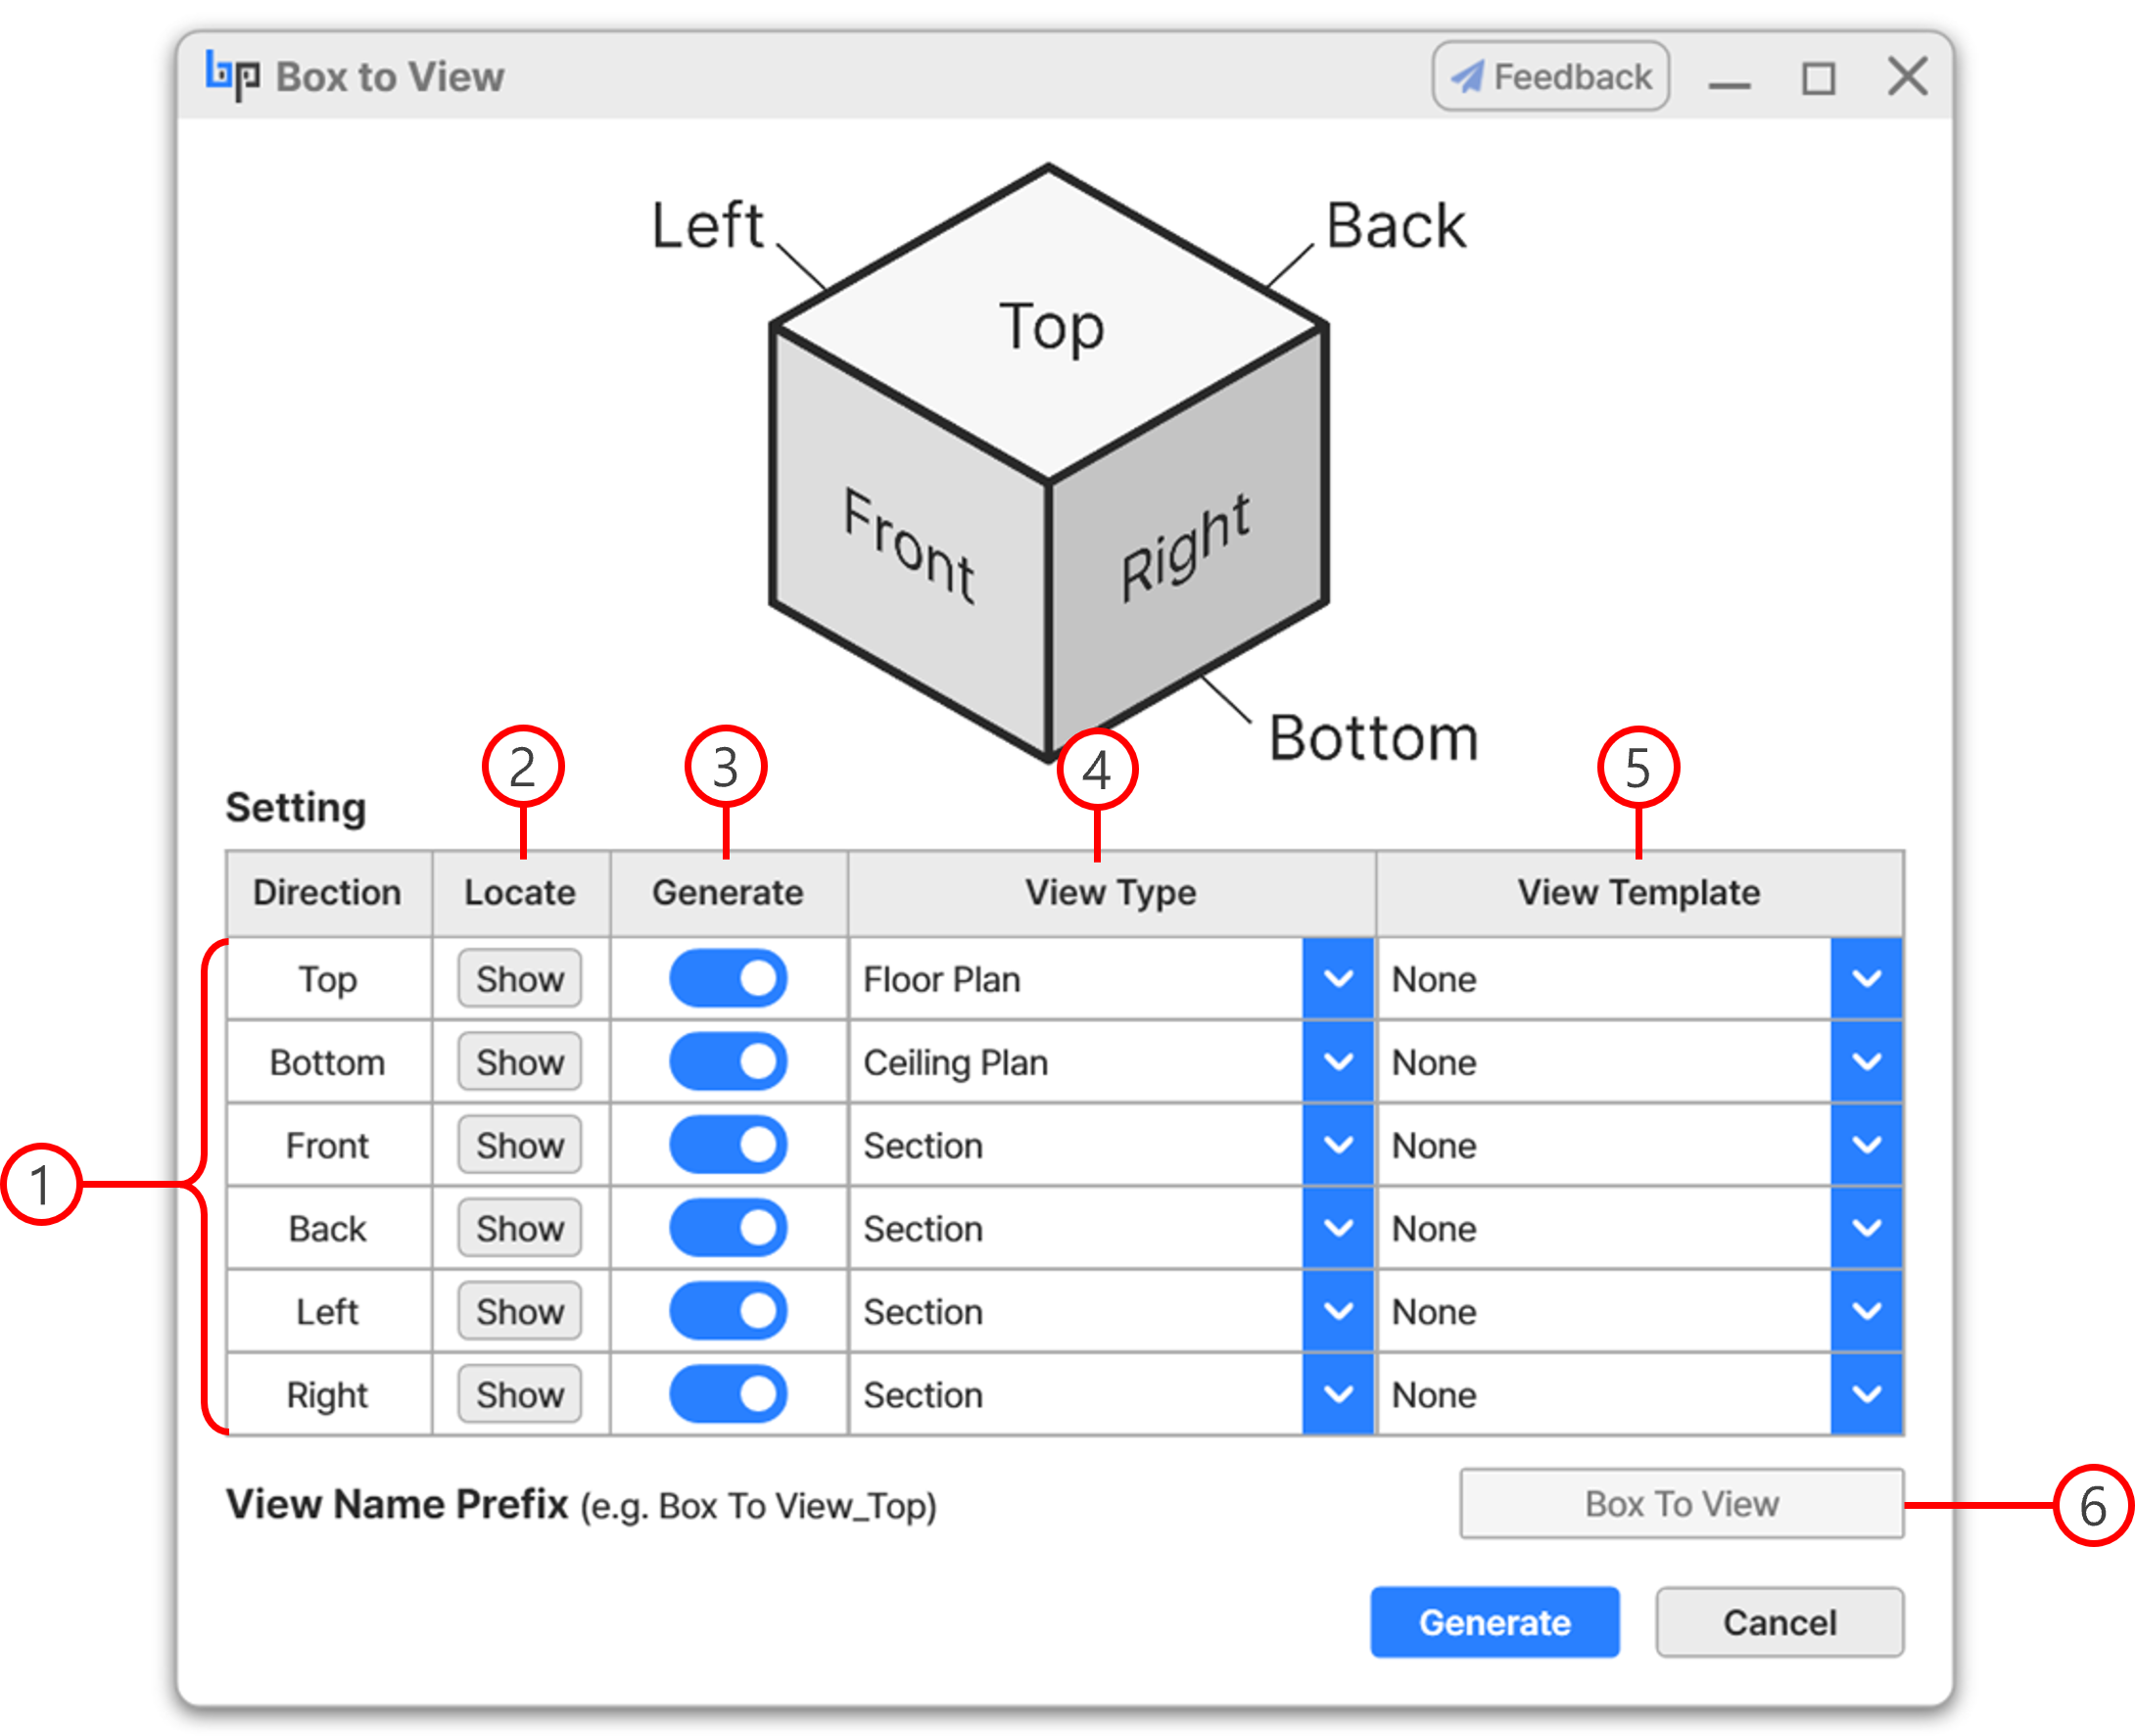 bp Box to View Feedback
Left
Back
Top
Front
Right
Bottom
2 3 4 5
Setting
Direction Locate Generate View Type View Template
Top Show Floor Plan None
Bottom Show Ceiling Plan None
Front Show Section None
1
Back Show Section None
Left Show Section None
Right Show Section None
View Name Prefix (e.g. Box To View_Top) Box To View 6
Generate Cancel